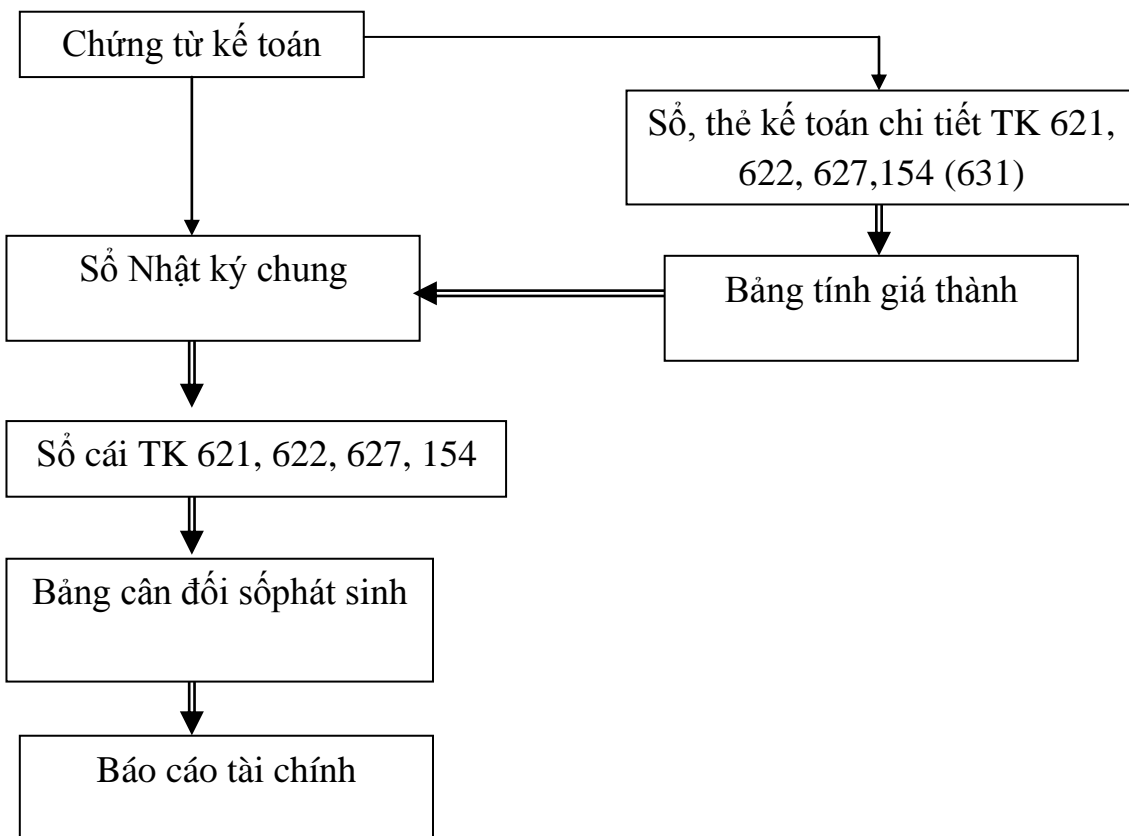 Chứng từ kế toán
Sổ, thẻ kế toán chi tiết TK 621,
622, 627,154 (631)
Sổ Nhật ký chung
Bảng tính giá thành
Sổ cái TK 621, 622, 627, 154
Bảng cân đối sốphát sinh
Báo cáo tài chính